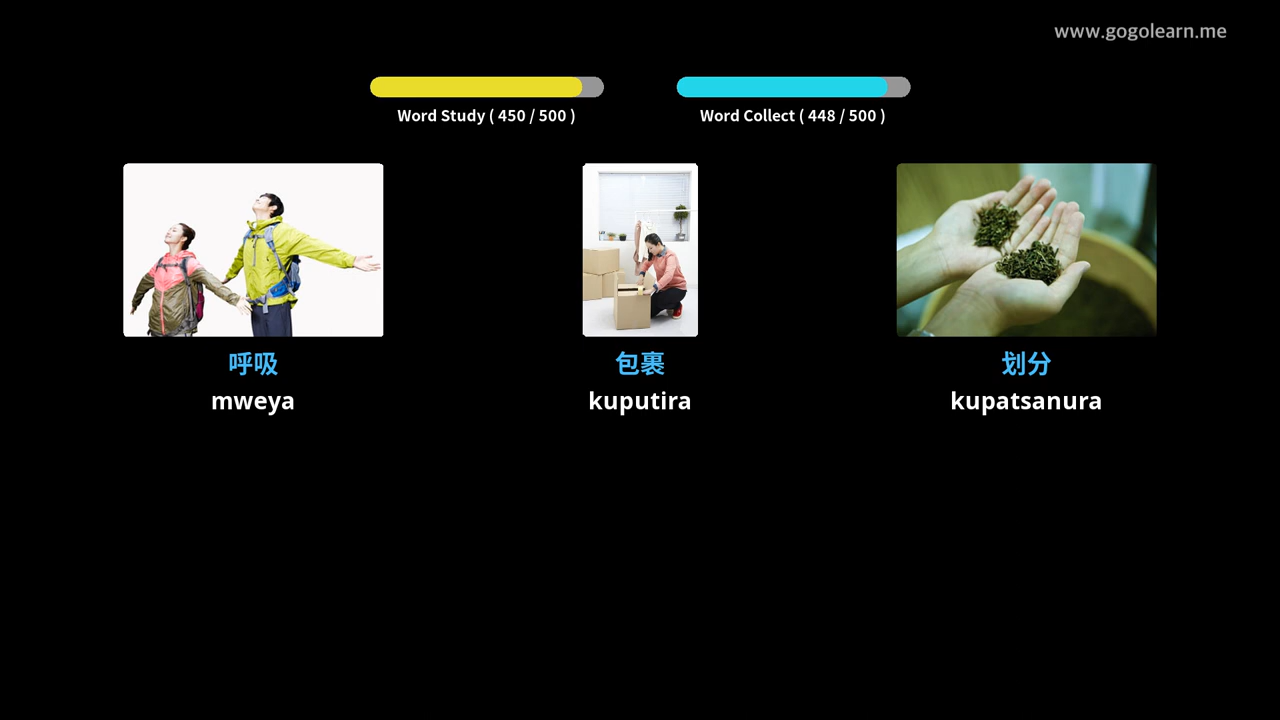 www.gogolearn.me
Word Study ( 450 / 500 )
Word Collect ( 448 / 500 )
呼吸
mweya
包裹
kuputira
划分
kupatsanura